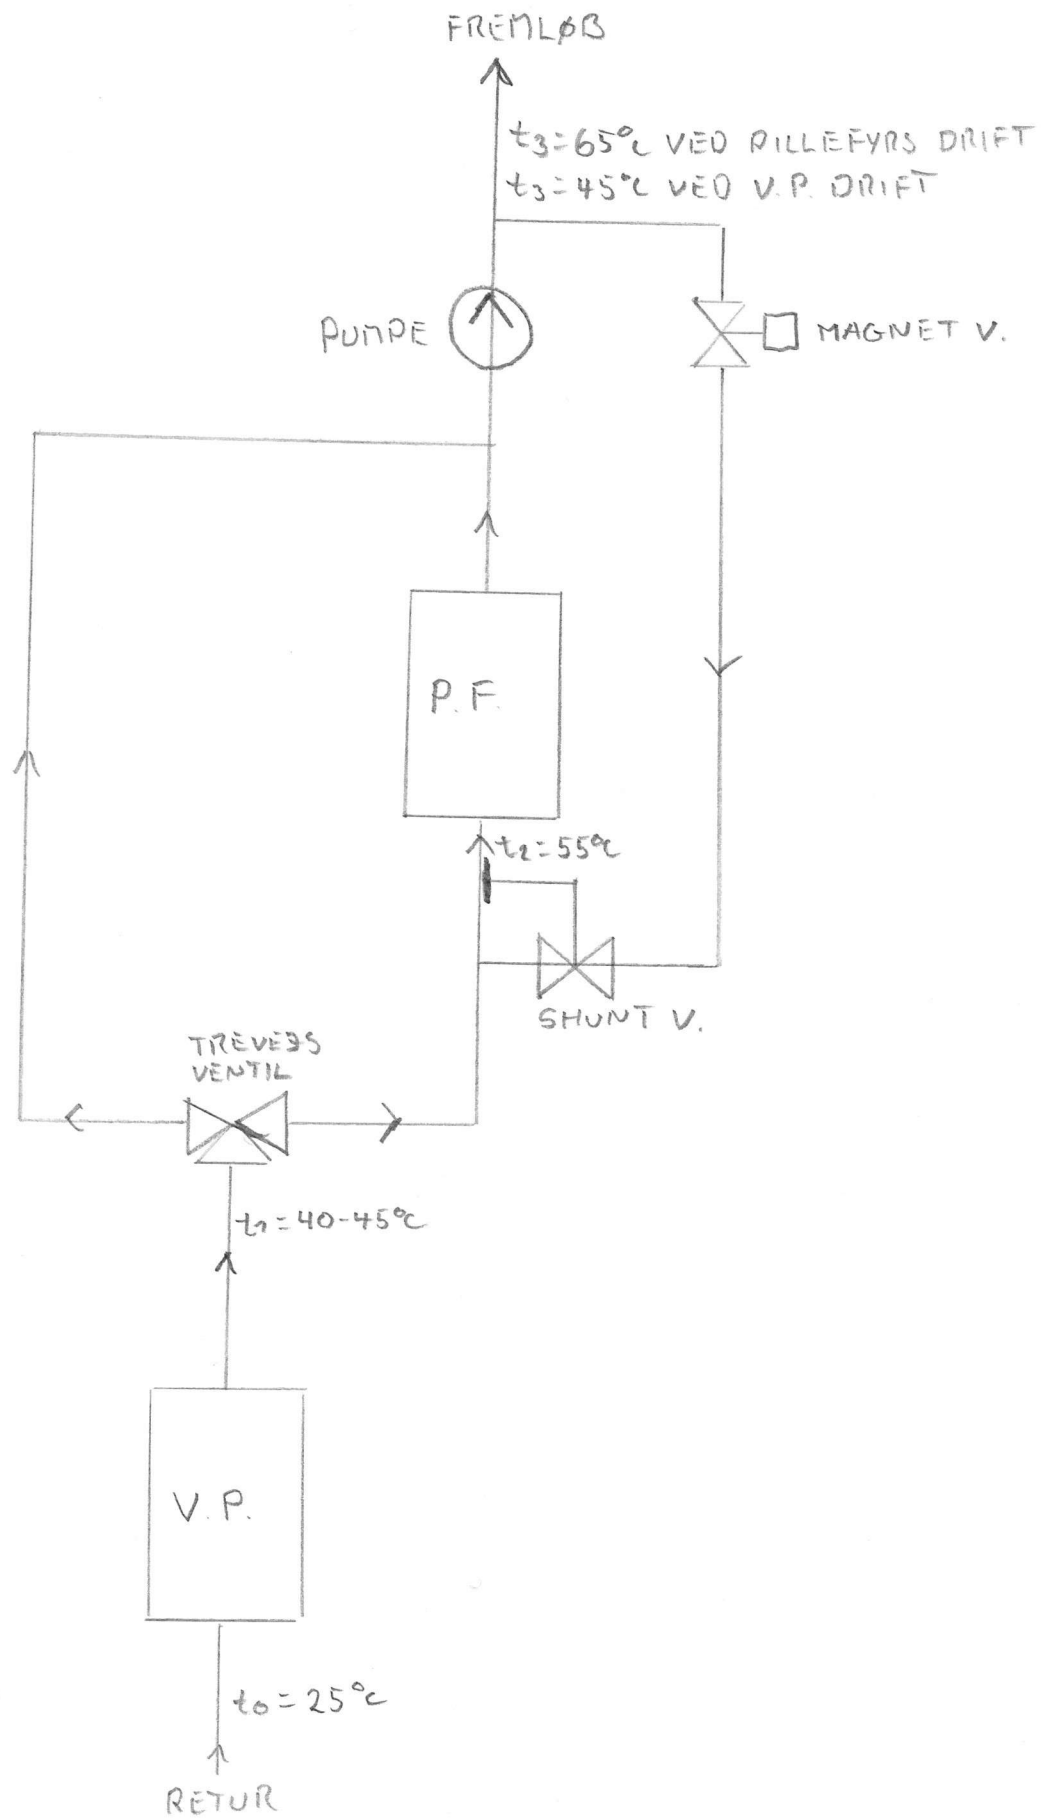 FREMLØB
t3=65°C VED PILLEFYRS DRIFT
t3=45°C VED V.P. DRIFT
PUMPE
MAGNET V.
P.F.
t2=55°C
SHUNT V.
TREVEJS
VENTIL
t1=40-45°C
V.P.
t0=25°C
RETUR